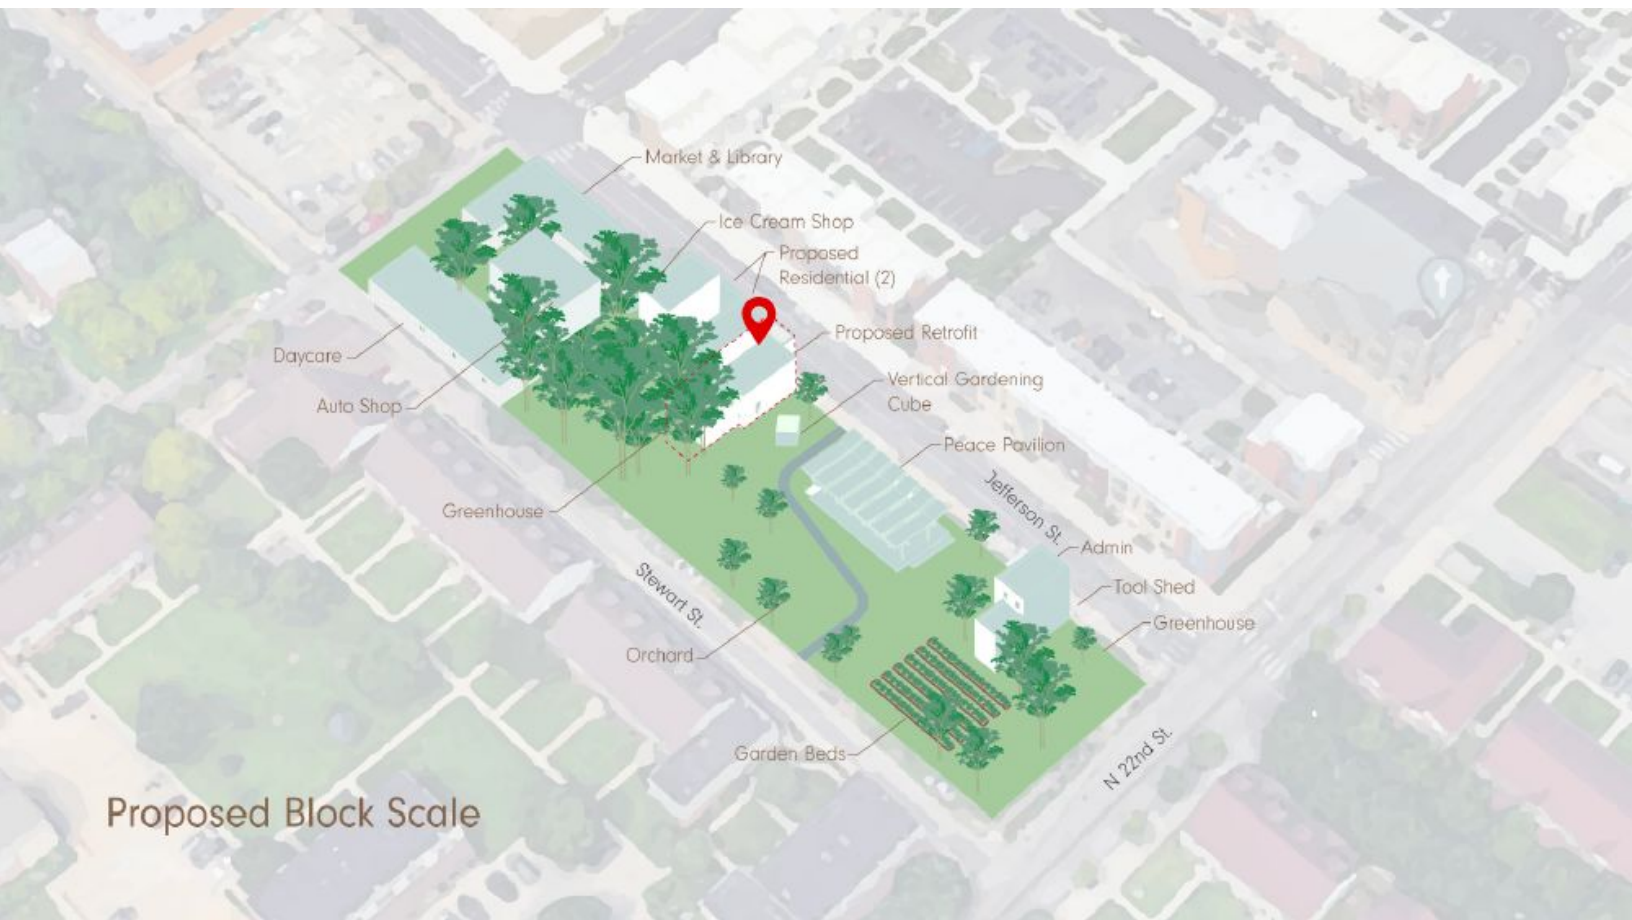 Market & Library
Ice Cream Shop
Proposed
Residential (2)
Proposed Retrofit
Daycare
Vertical Gardening
Cube
Auto Shop
Peace Pavilion
Jefferson St.
Greenhouse
Admin
Tool Shed
Stewart St.
Greenhouse
Orchard
Garden Beds
N 22nd St.
Proposed Block Scale